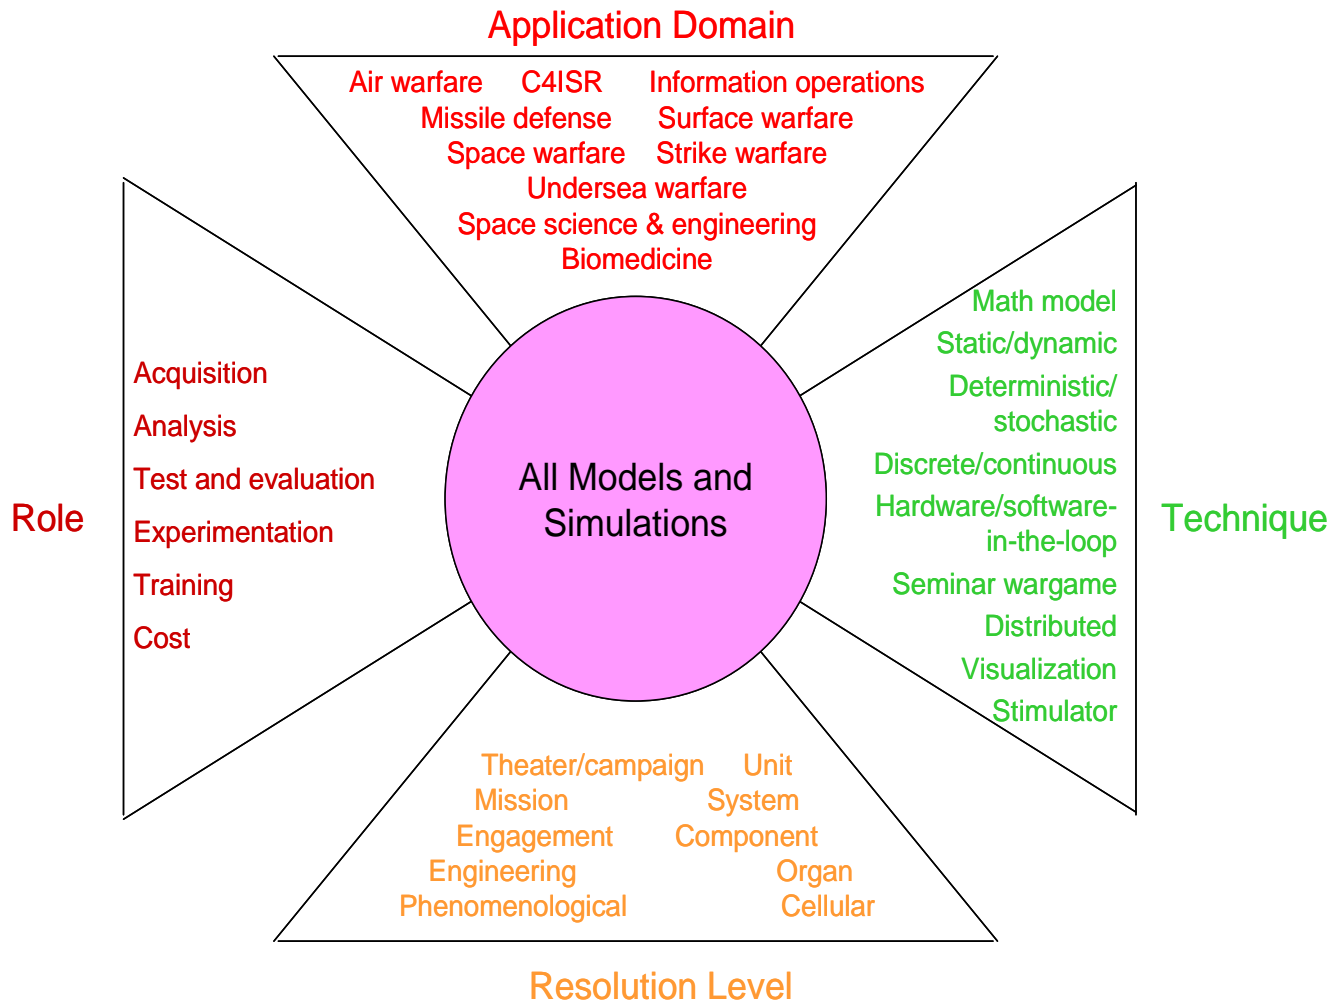 Application Domain
Air warfare C4ISR Information operations
Missile defense Surface warfare
Space warfare Strike warfare
Undersea warfare
Space science & engineering
Biomedicine
Role
Acquisition
Analysis
Test and evaluation
Experimentation
Training
Cost
All Models and
Simulations
Math model
Static/dynamic
Deterministic/
stochastic
Discrete/continuous
Hardware/software-
in-the-loop
Seminar wargame
Distributed
Visualization
Stimulator
Technique
Theater/campaign Unit
Mission System
Engagement Component
Engineering Organ
Phenomenological Cellular
Resolution Level